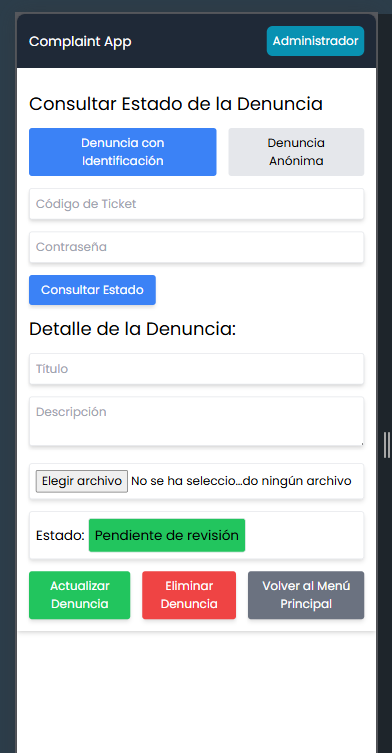 Complaint App
Administrador
Consultar Estado de la Denuncia
Denuncia con
Identificación
Denuncia
Anónima
Código de Ticket
Contraseña
Consultar Estado
Detalle de la Denuncia:
Título
Descripción
Elegir archivo No se ha seleccio...do ningún archivo
Estado: Pendiente de revisión
Actualizar
Denuncia
Eliminar
Denuncia
Volver al Menú
Principal